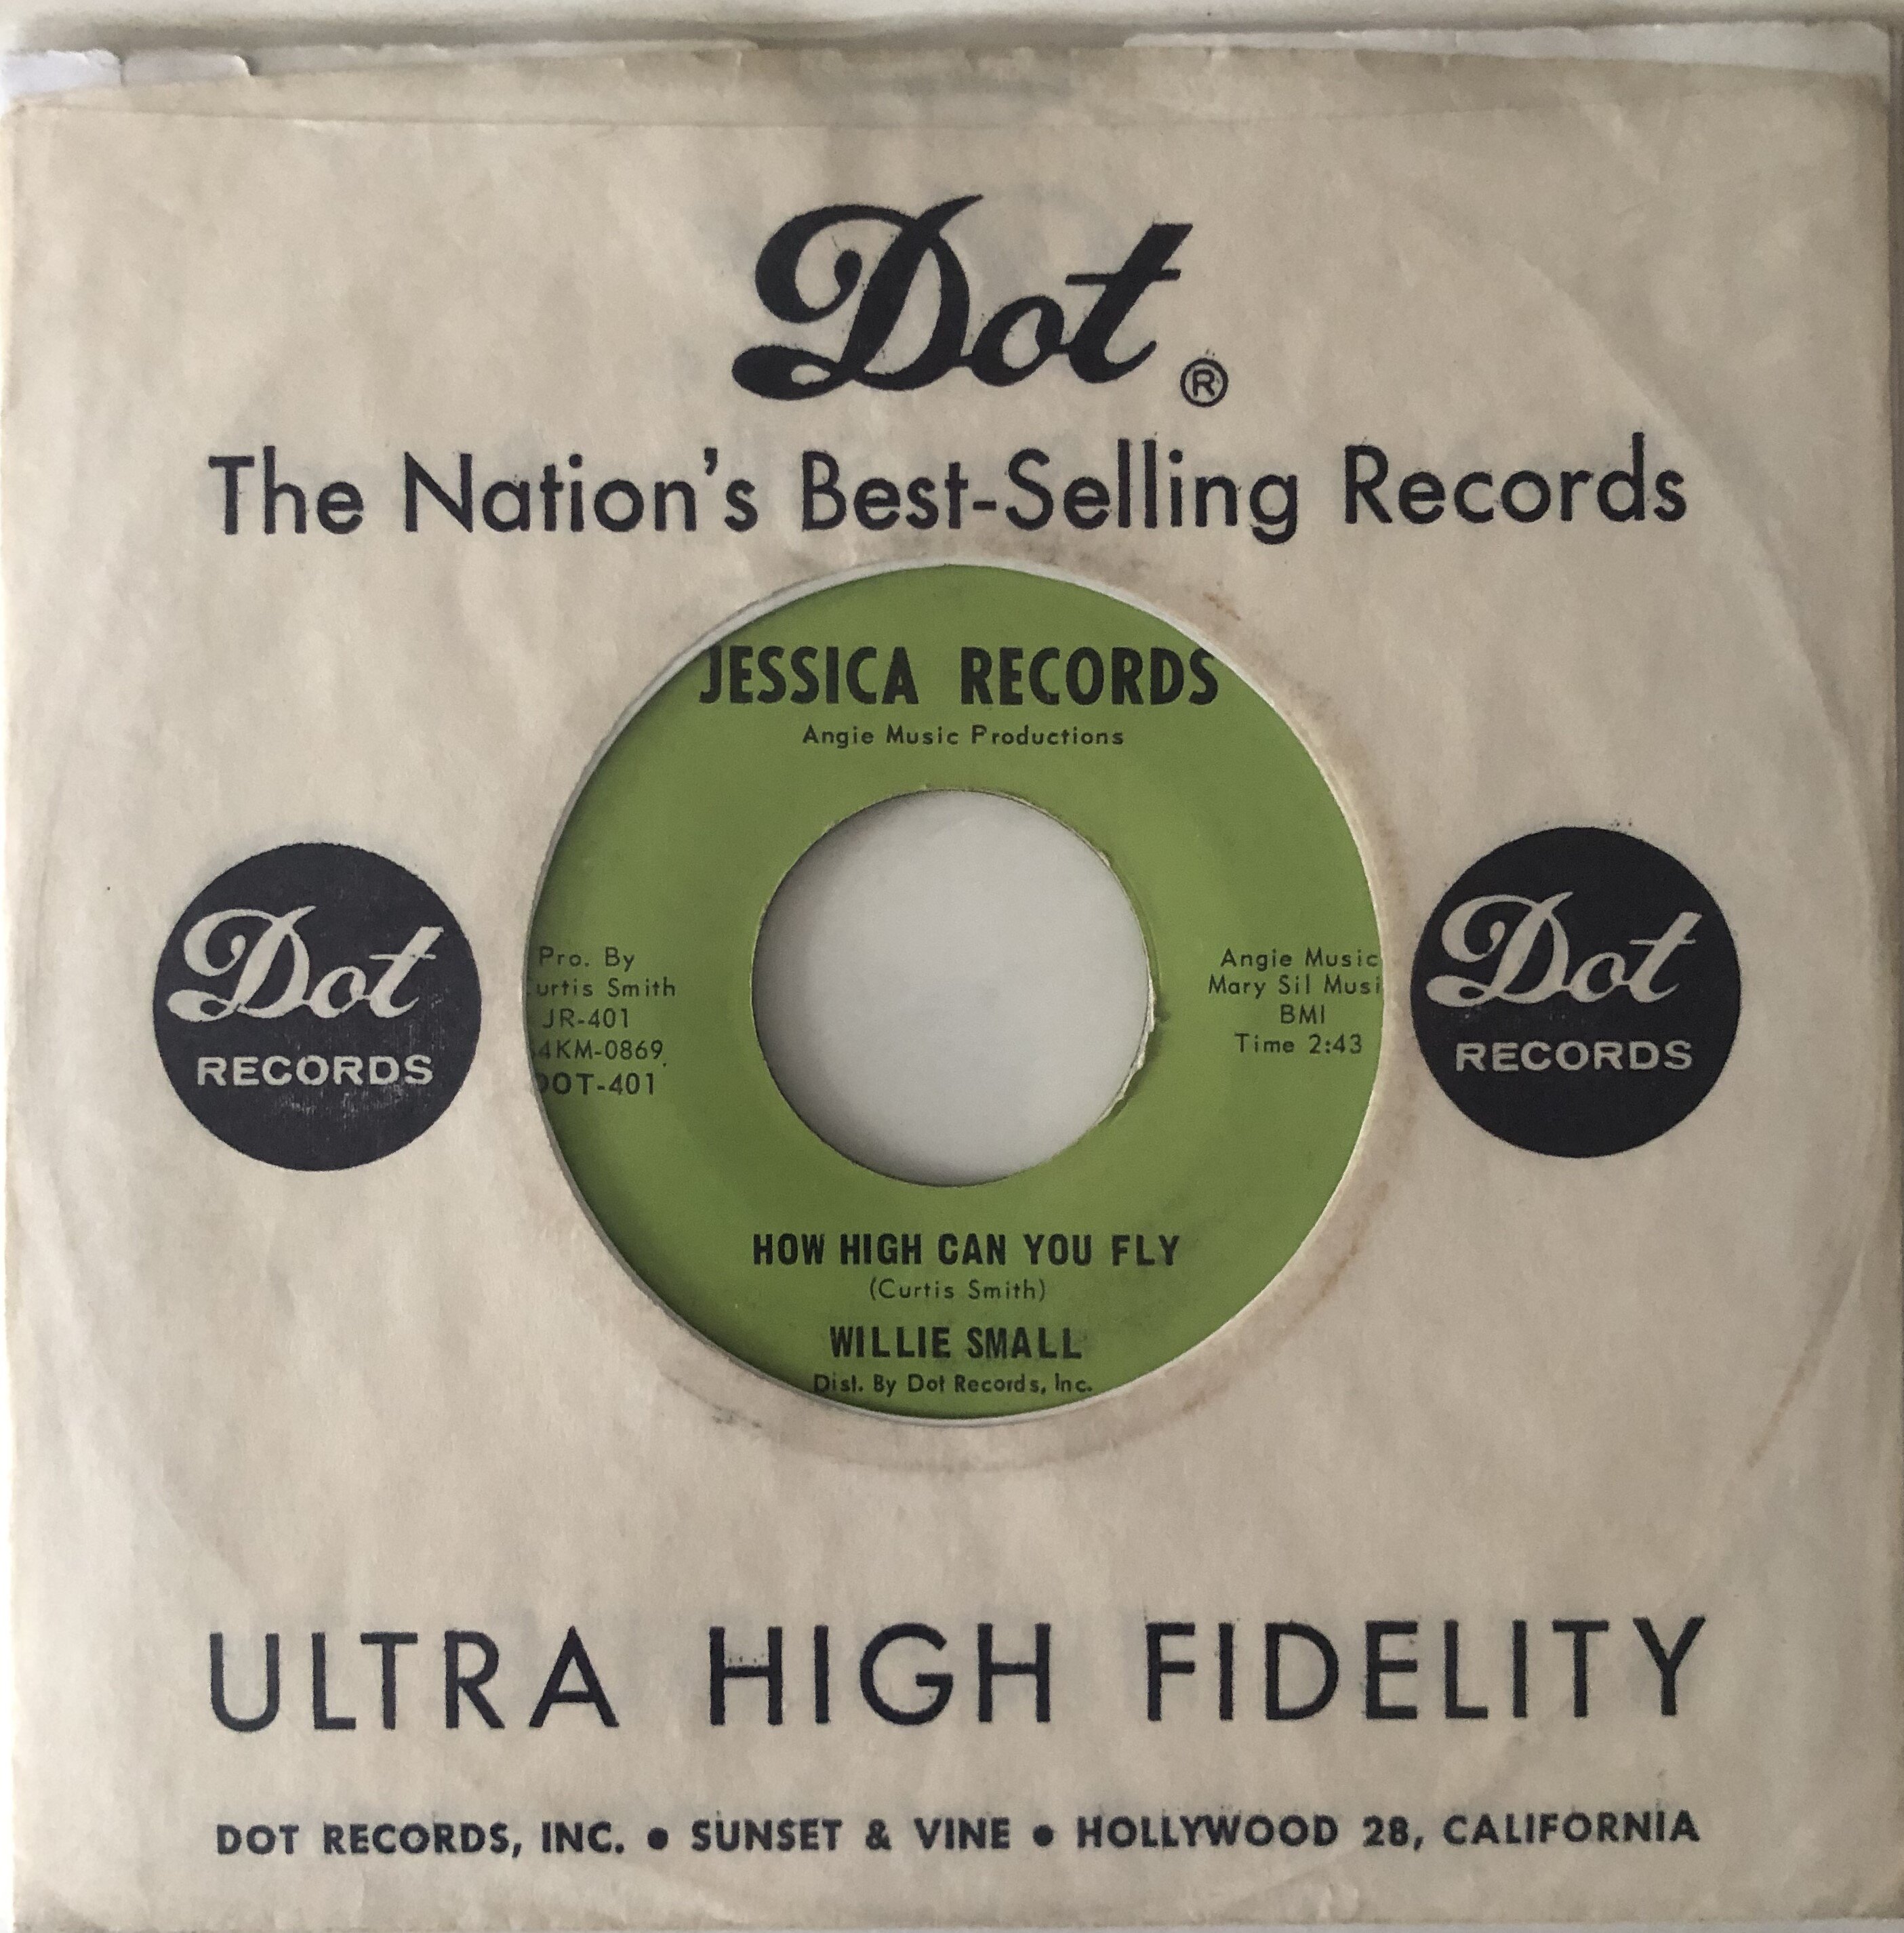 Dot ®
The Nation's Best-Selling Records
JESSICA RECORDS
Angie Music Productions
Dot
RECORDS
Pro. By
urtis Smith
JR-401
4KM-0869
OT-401
Angie Music
Mary Sil Musi
BMI
Time 2:43
Dot
RECORDS
HOW HIGH CAN YOU FLY
(Curtis Smith)
WILLIE SMALL
Dist. By Dot Records, Inc.
ULTRA HIGH FIDELITY
DOT RECORDS, INC. ● SUNSET & VINE ● HOLLYWOOD 28, CALIFORNIA